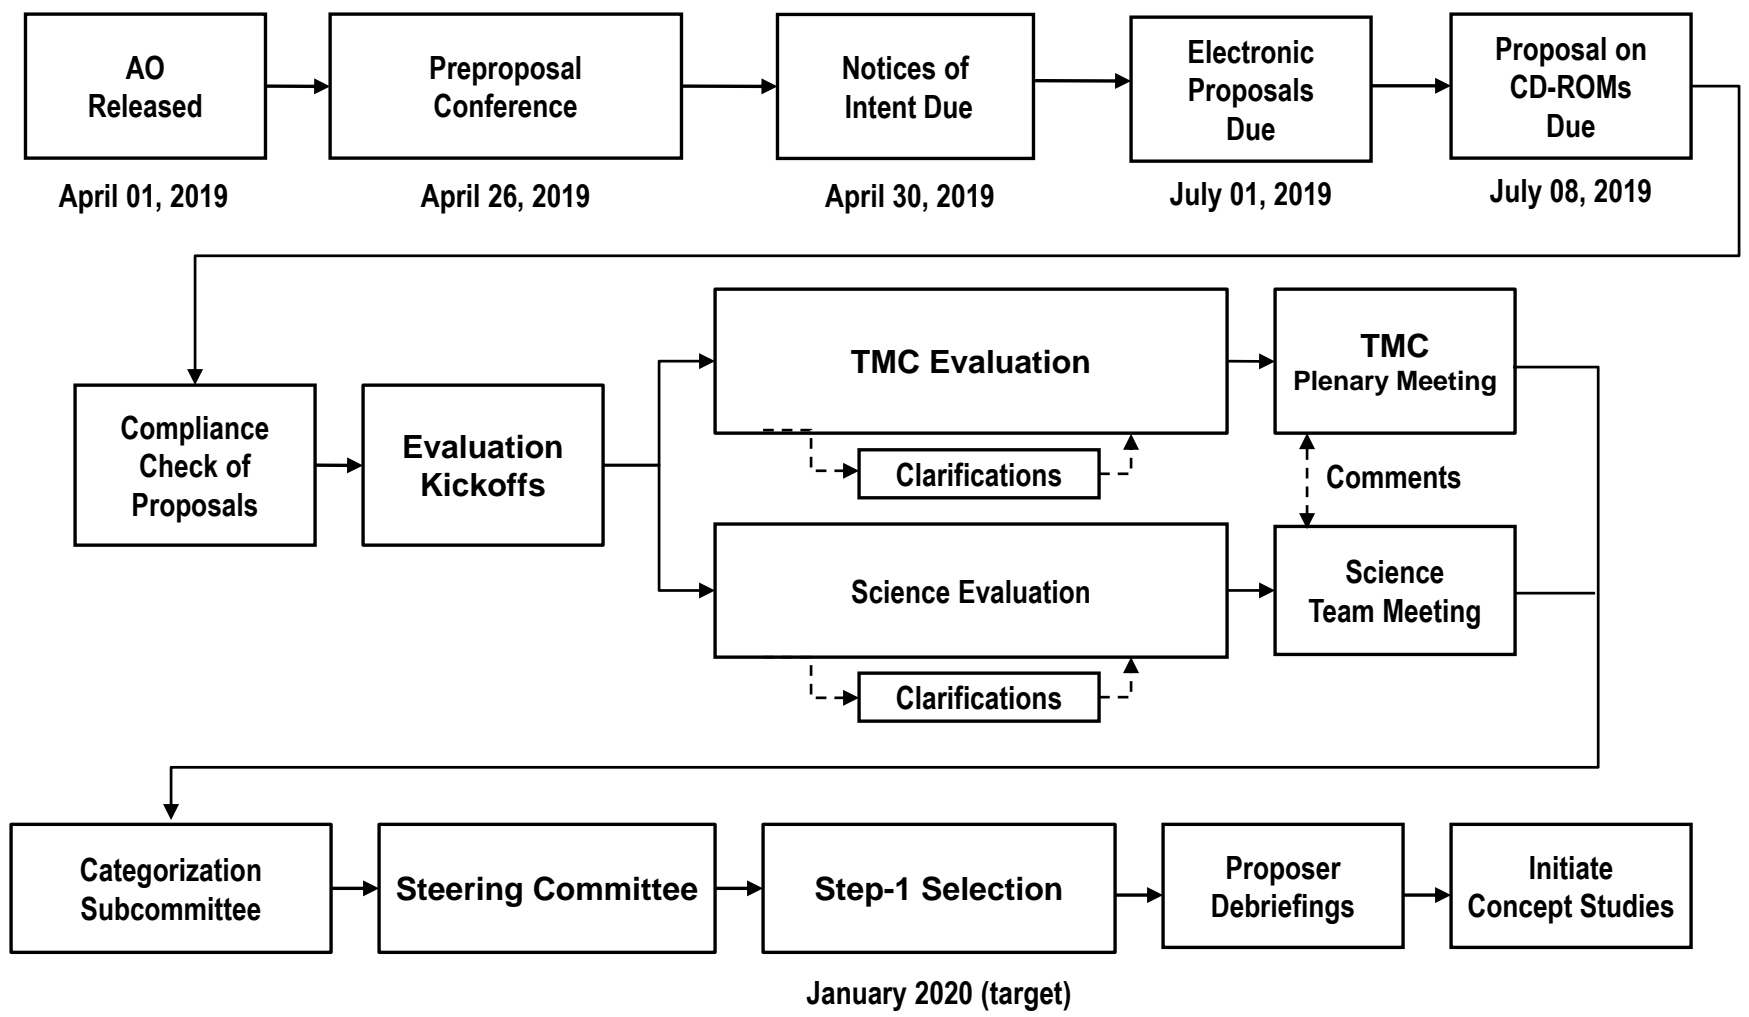 AO
Released
Preproposal
Conference
Notices of
Intent Due
Electronic
Proposals
Due
Proposal on
CD-ROMs
Due
April 01, 2019
April 26, 2019
April 30, 2019
July 01, 2019
July 08, 2019
Compliance
Check of
Proposals
Evaluation
Kickoffs
TMC Evaluation
Clarifications
TMC
Plenary Meeting
Comments
Science Evaluation
Clarifications
Science
Team Meeting
Categorization
Subcommittee
Steering Committee
Step-1 Selection
January 2020 (target)
Proposer
Debriefings
Initiate
Concept Studies